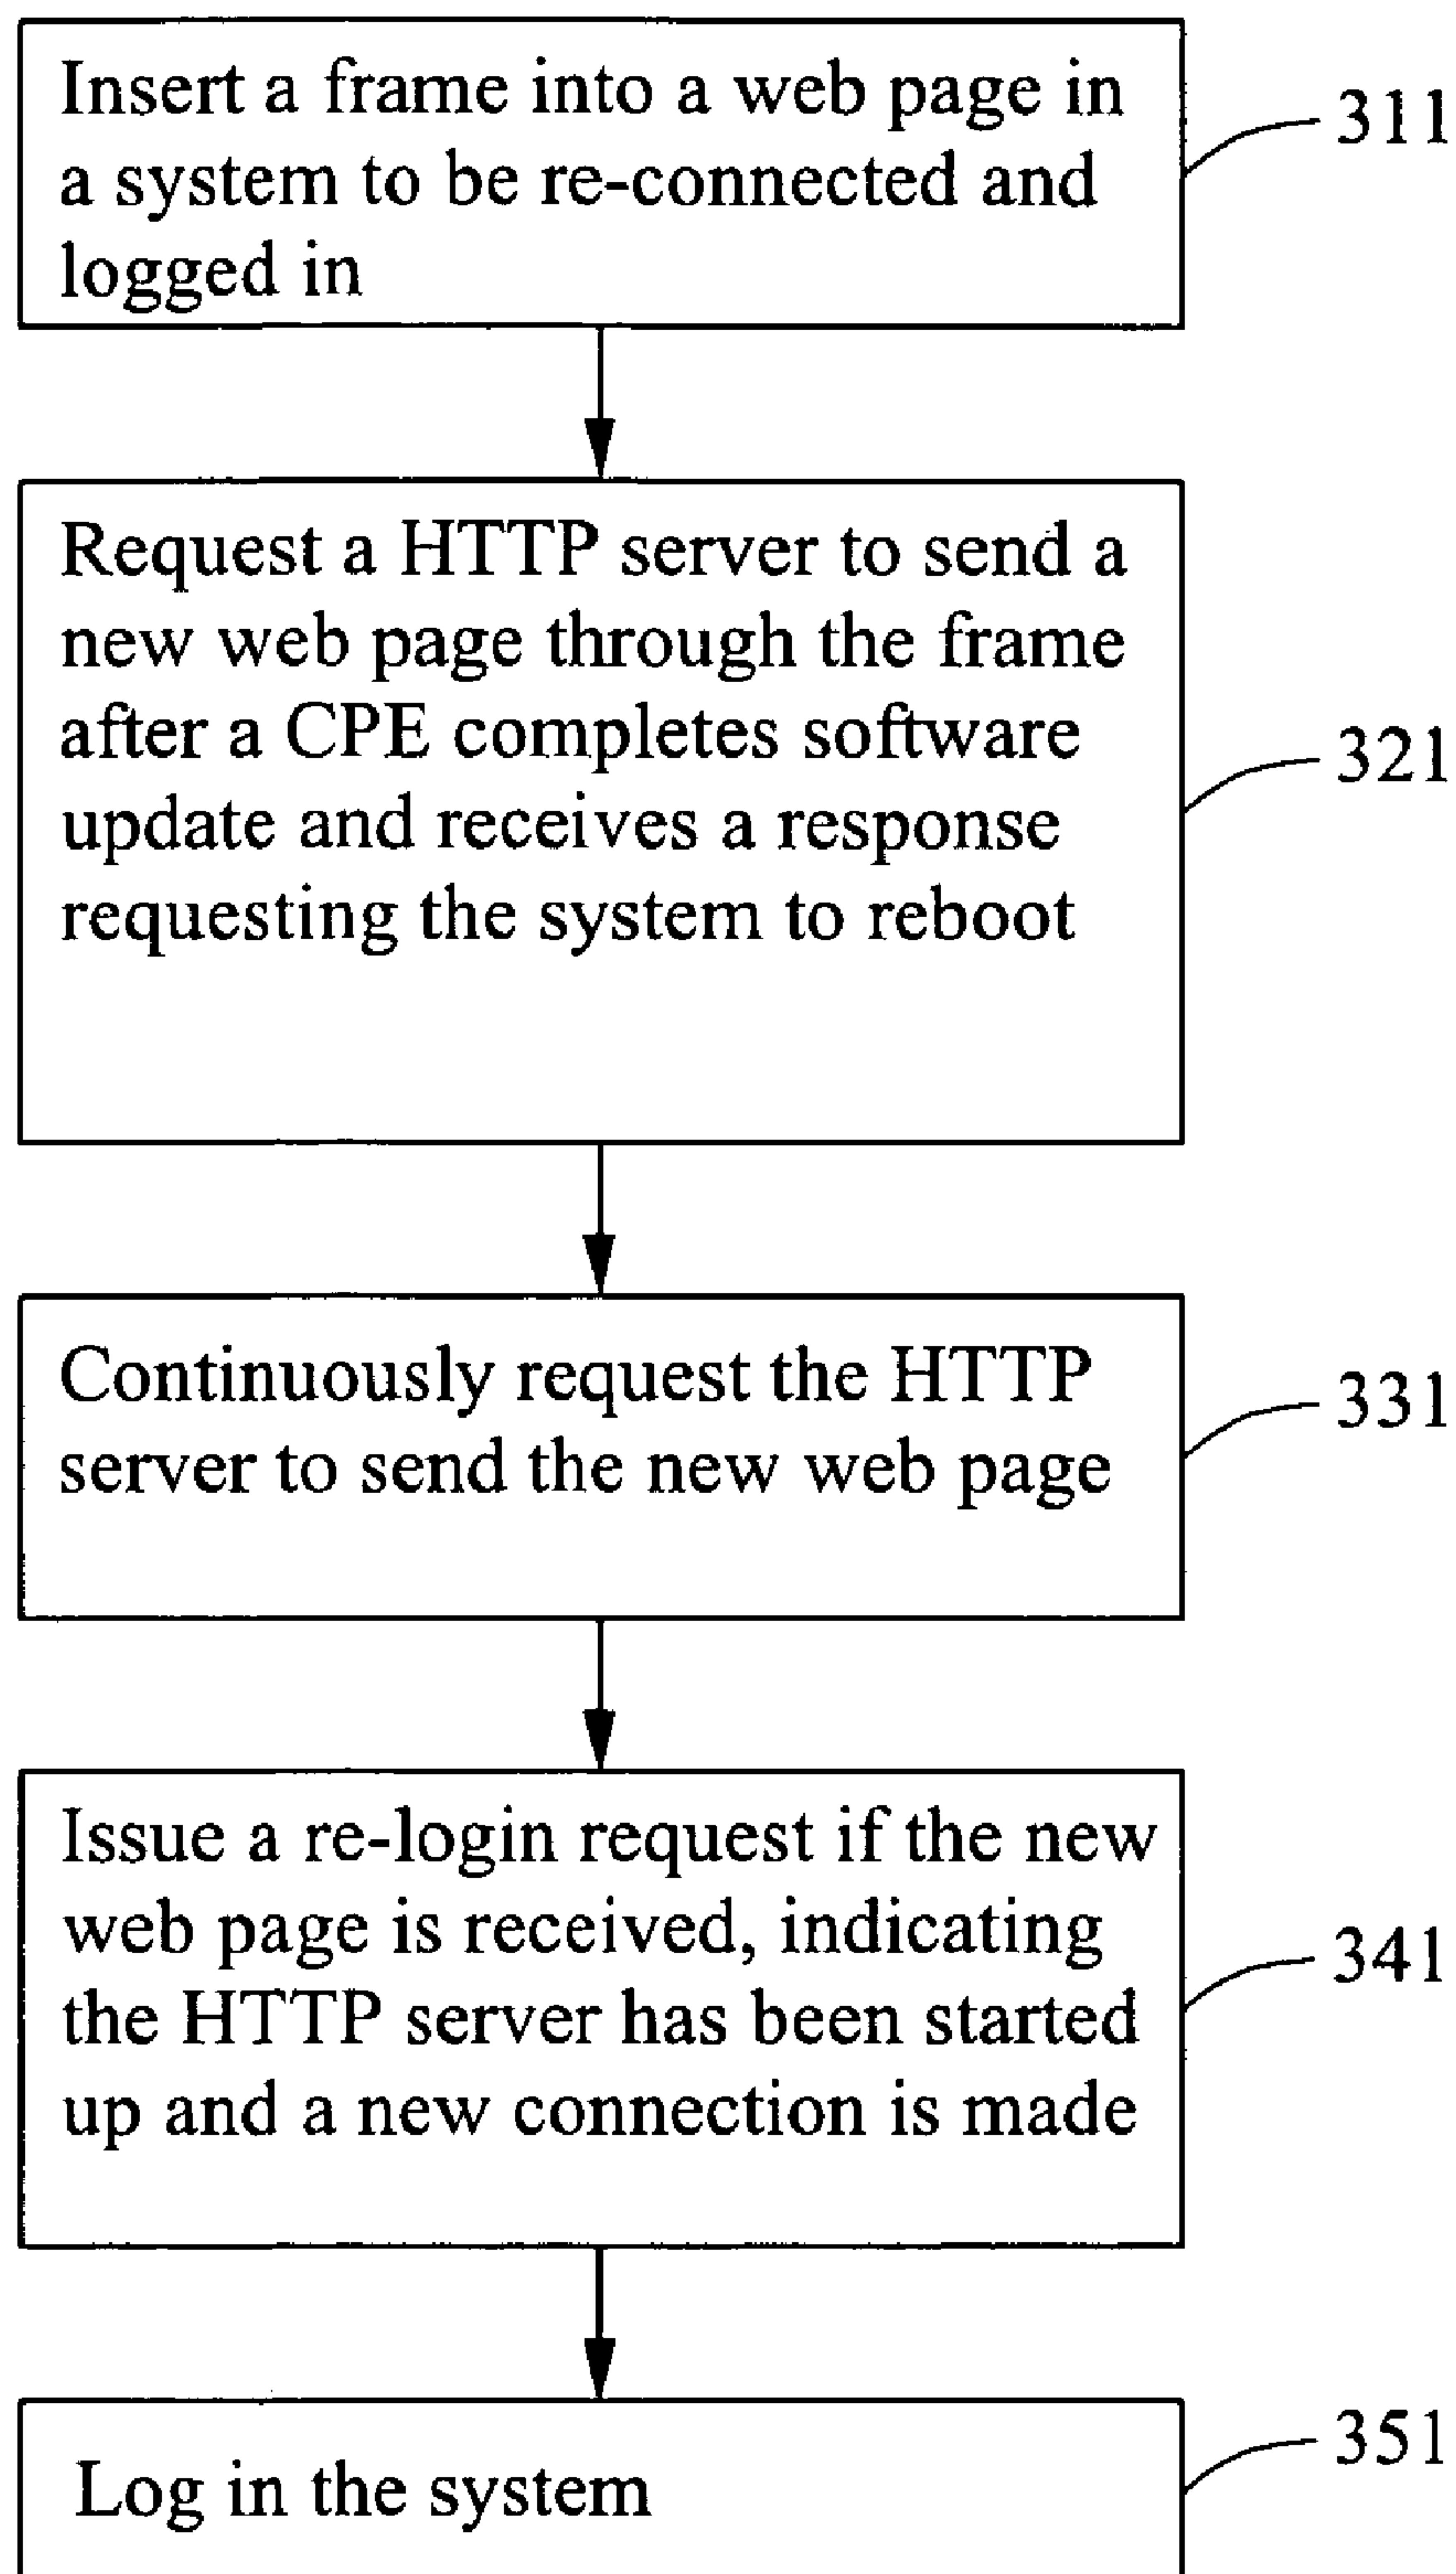 Insert a frame into a web page in
a system to be re-connected and
logged in
311
Request a HTTP server to send a
new web page through the frame
after a CPE completes software
update and receives a response
requesting the system to reboot
321
Continuously request the HTTP
server to send the new web page
331
Issue a re-login request if the new
web page is received, indicating
the HTTP server has been started
up and a new connection is made
341
Log in the system
351